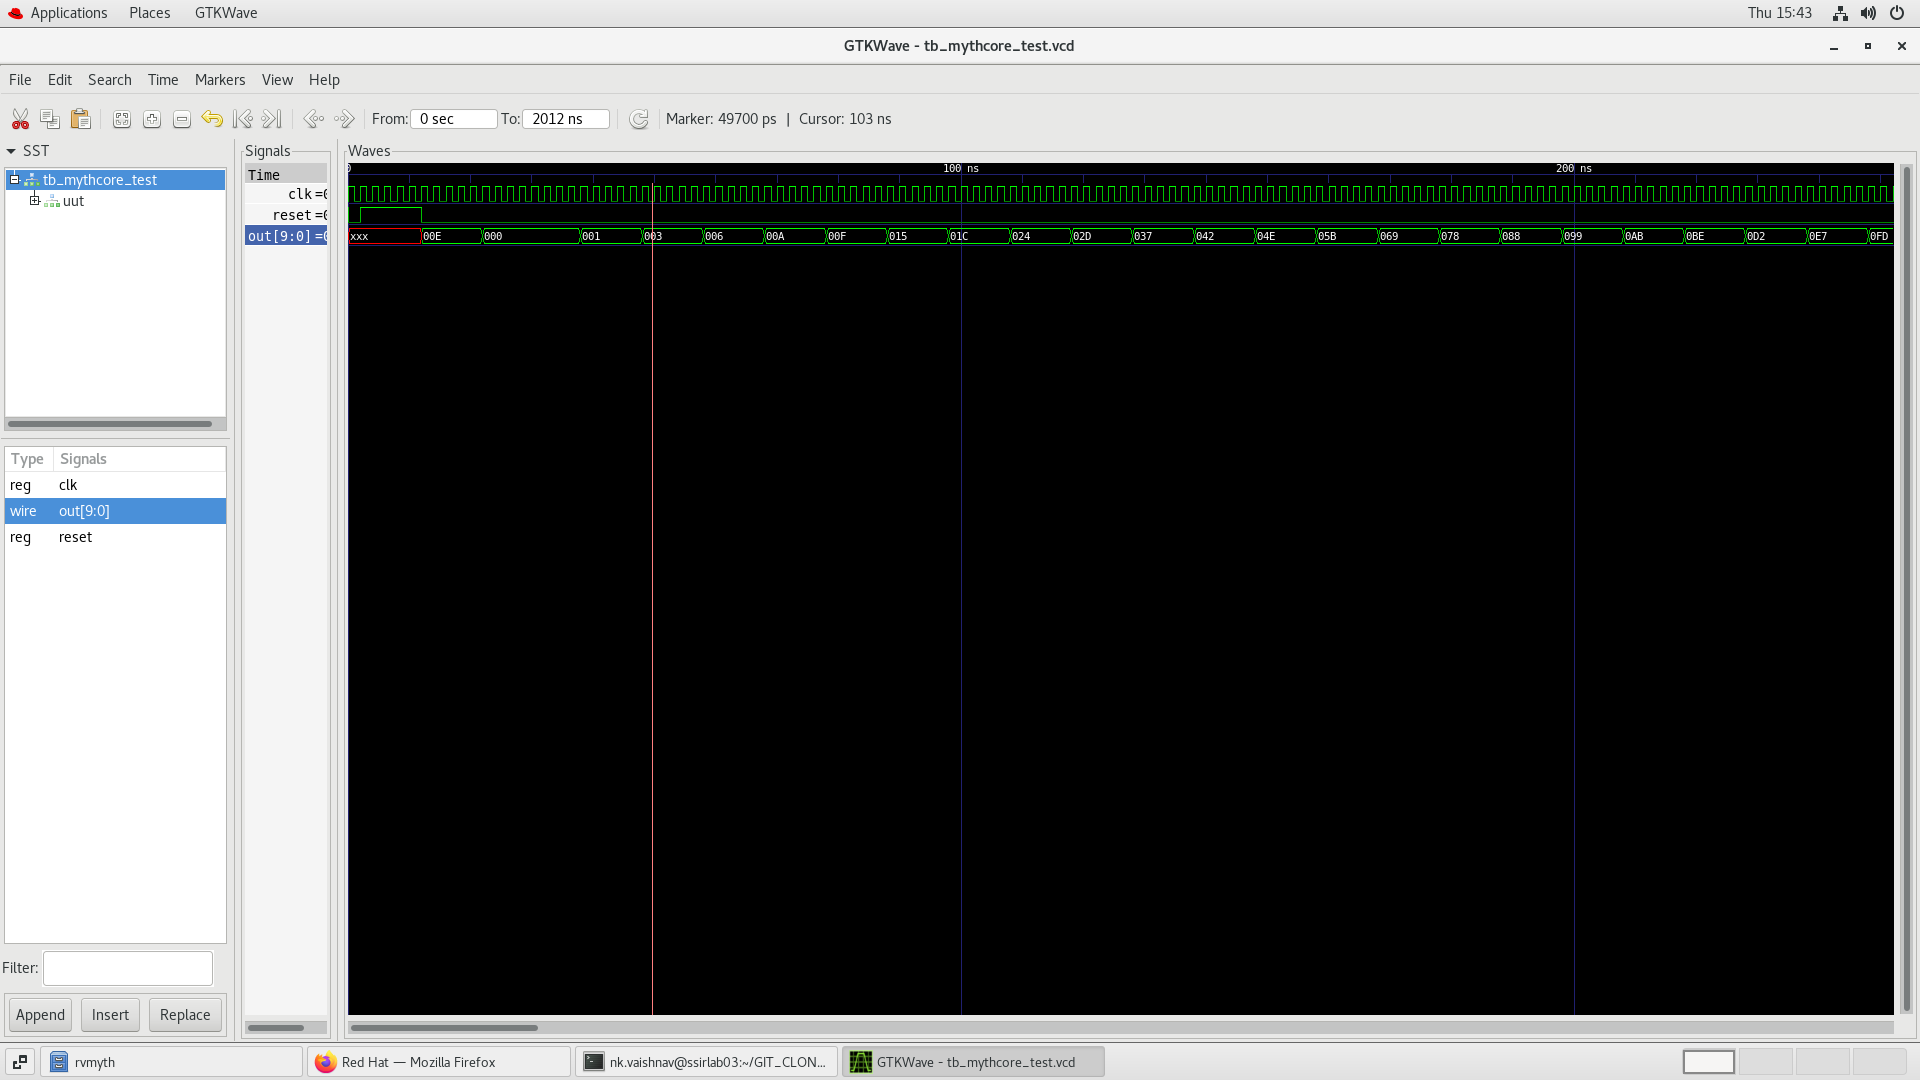 Applications Places GTKWave Thu 15:43
GTKWave - tb_mythcore_test.vcd
File Edit Search Time Markers View Help
From: 0 sec To: 2012 ns Marker: 49700 ps | Cursor: 103 ns
SST
tb_mythcore_test
uut
Type Signals
reg clk
wire out[9:0]
reg reset
Filter:
Append Insert Replace
Signals
Time
clk =0
reset =0
out[9:0] =0
Waves
0 100 ns 200 ns
xxx 00E 000 001 003 006 00A 00F 015 01C 024 02D 037 042 04E 05B 069 078 088 099 0AB 0BE 0D2 0E7 0FD
rvmyth
Red Hat — Mozilla Firefox
nk.vaishnav@ssirlab03:~/GIT_CLON...
GTKWave - tb_mythcore_test.vcd